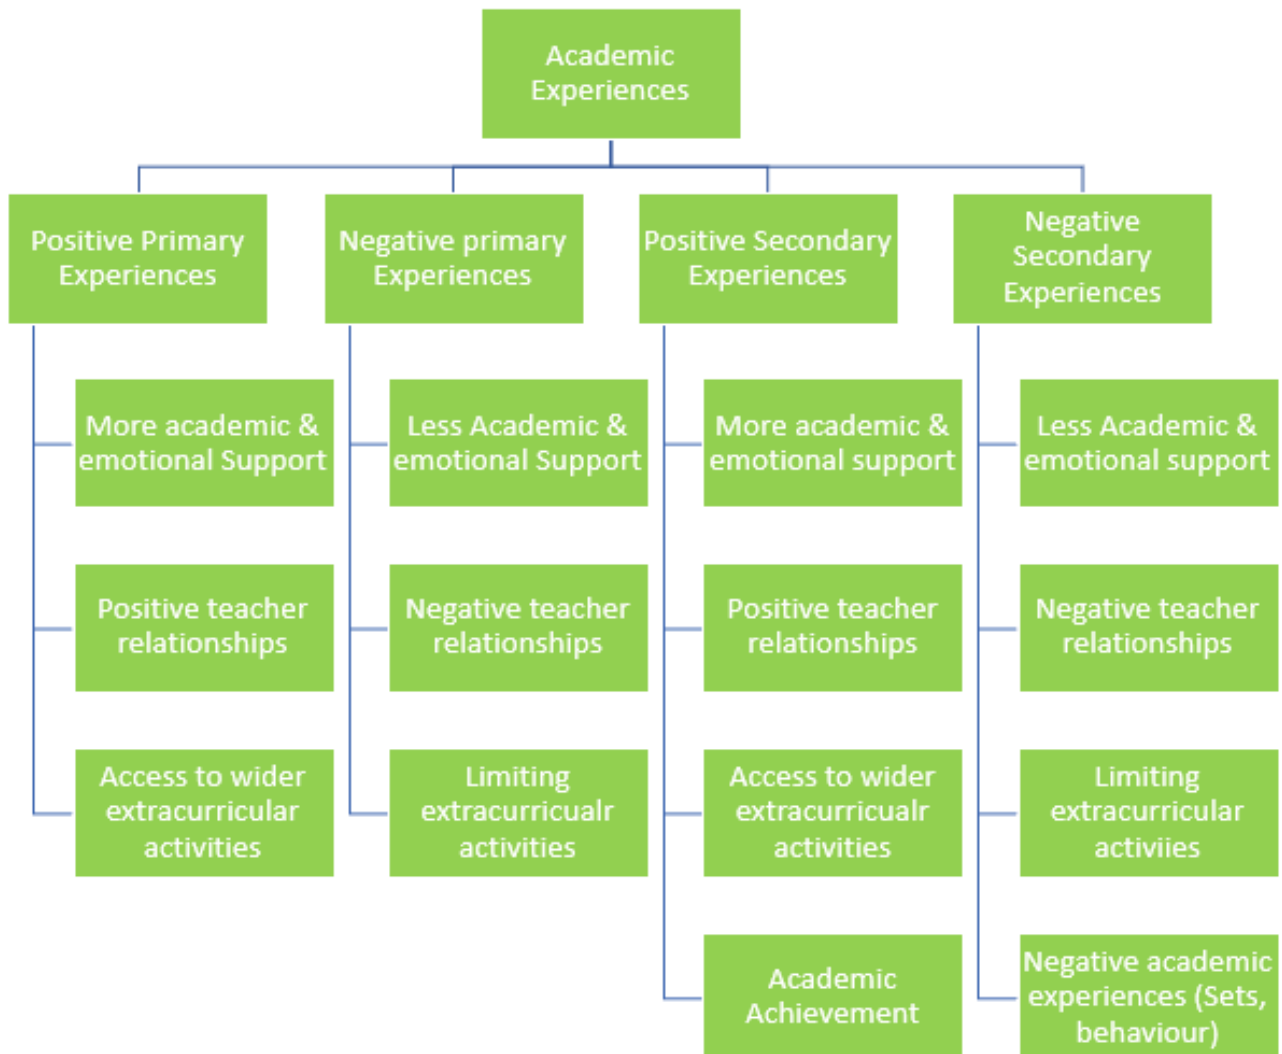 Academic
Experiences
Positive Primary
Experiences
Negative primary
Experiences
Positive Secondary
Experiences
Negative
Secondary
Experiences
More academic &
emotional Support
Less Academic &
emotional Support
More academic &
emotional support
Less Academic &
emotional support
Positive teacher
relationships
Negative teacher
relationships
Positive teacher
relationships
Negative teacher
relationships
Access to wider
extracurricular
activities
Limiting
extracurricualr
activities
Access to wider
extracurricualr
activities
Limiting
extracurricular
activiies
Academic
Achievement
Negative academic
experiences (Sets,
behaviour)